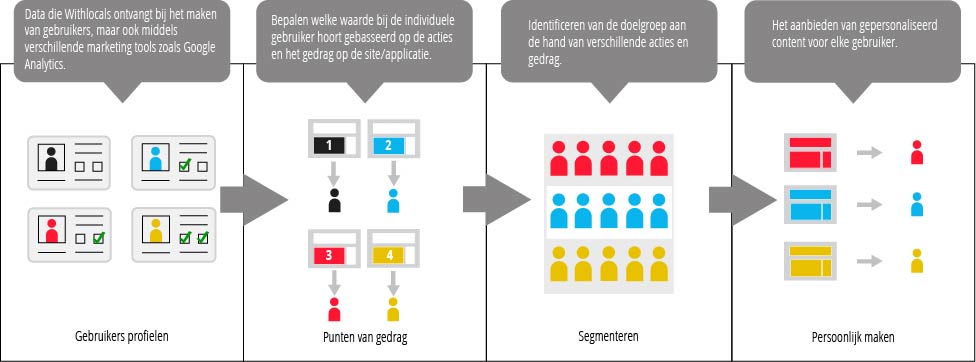 Data die Withlocals ontvangt bij het maken
van gebruikers, maar ook middels
verschillende marketing tools zoals Google
Analytics.
Bepalen welke waarde bij de individuele
gebruiker hoort gebasseerd op de acties
en het gedrag op de site/applicatie.
Identificeren van de doelgroep aan
de hand van verschillende acties en
gedrag.
Het aanbieden van gepersonaliseerd
content voor elke gebruiker.
1
2
3
4
Gebruikers profielen
Punten van gedrag
Segmenteren
Persoonlijk maken